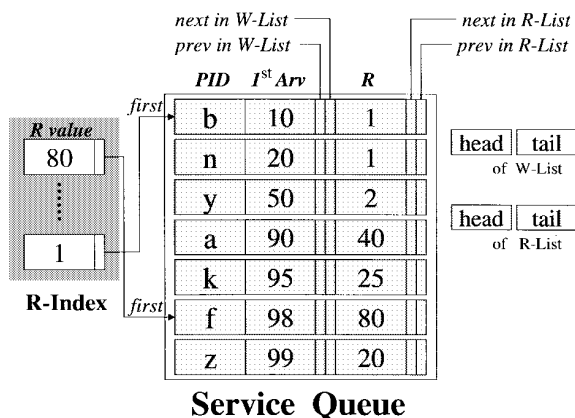 next in W-List
prev in W-List
next in R-List
prev in R-List
PID 1st Arv R
first
R value
80
1
R-Index
first
b 10 1
n 20 1
y 50 2
a 90 40
k 95 25
f 98 80
z 99 20
head tail
of W-List
head tail
of R-List
Service Queue